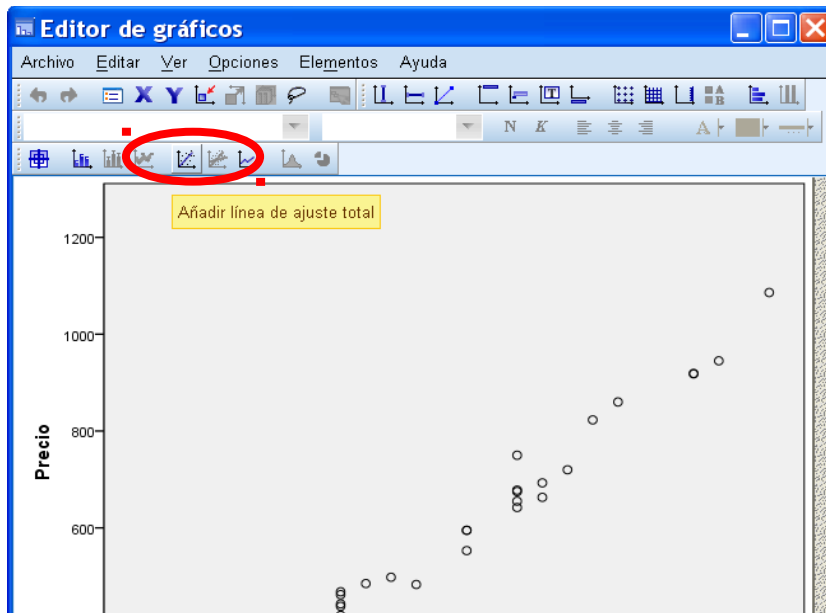 Editor de gráficos
Archivo Editar Ver Opciones Elementos Ayuda
X Y
N K A
Añadir línea de ajuste total
1200
1000
800
600
Precio